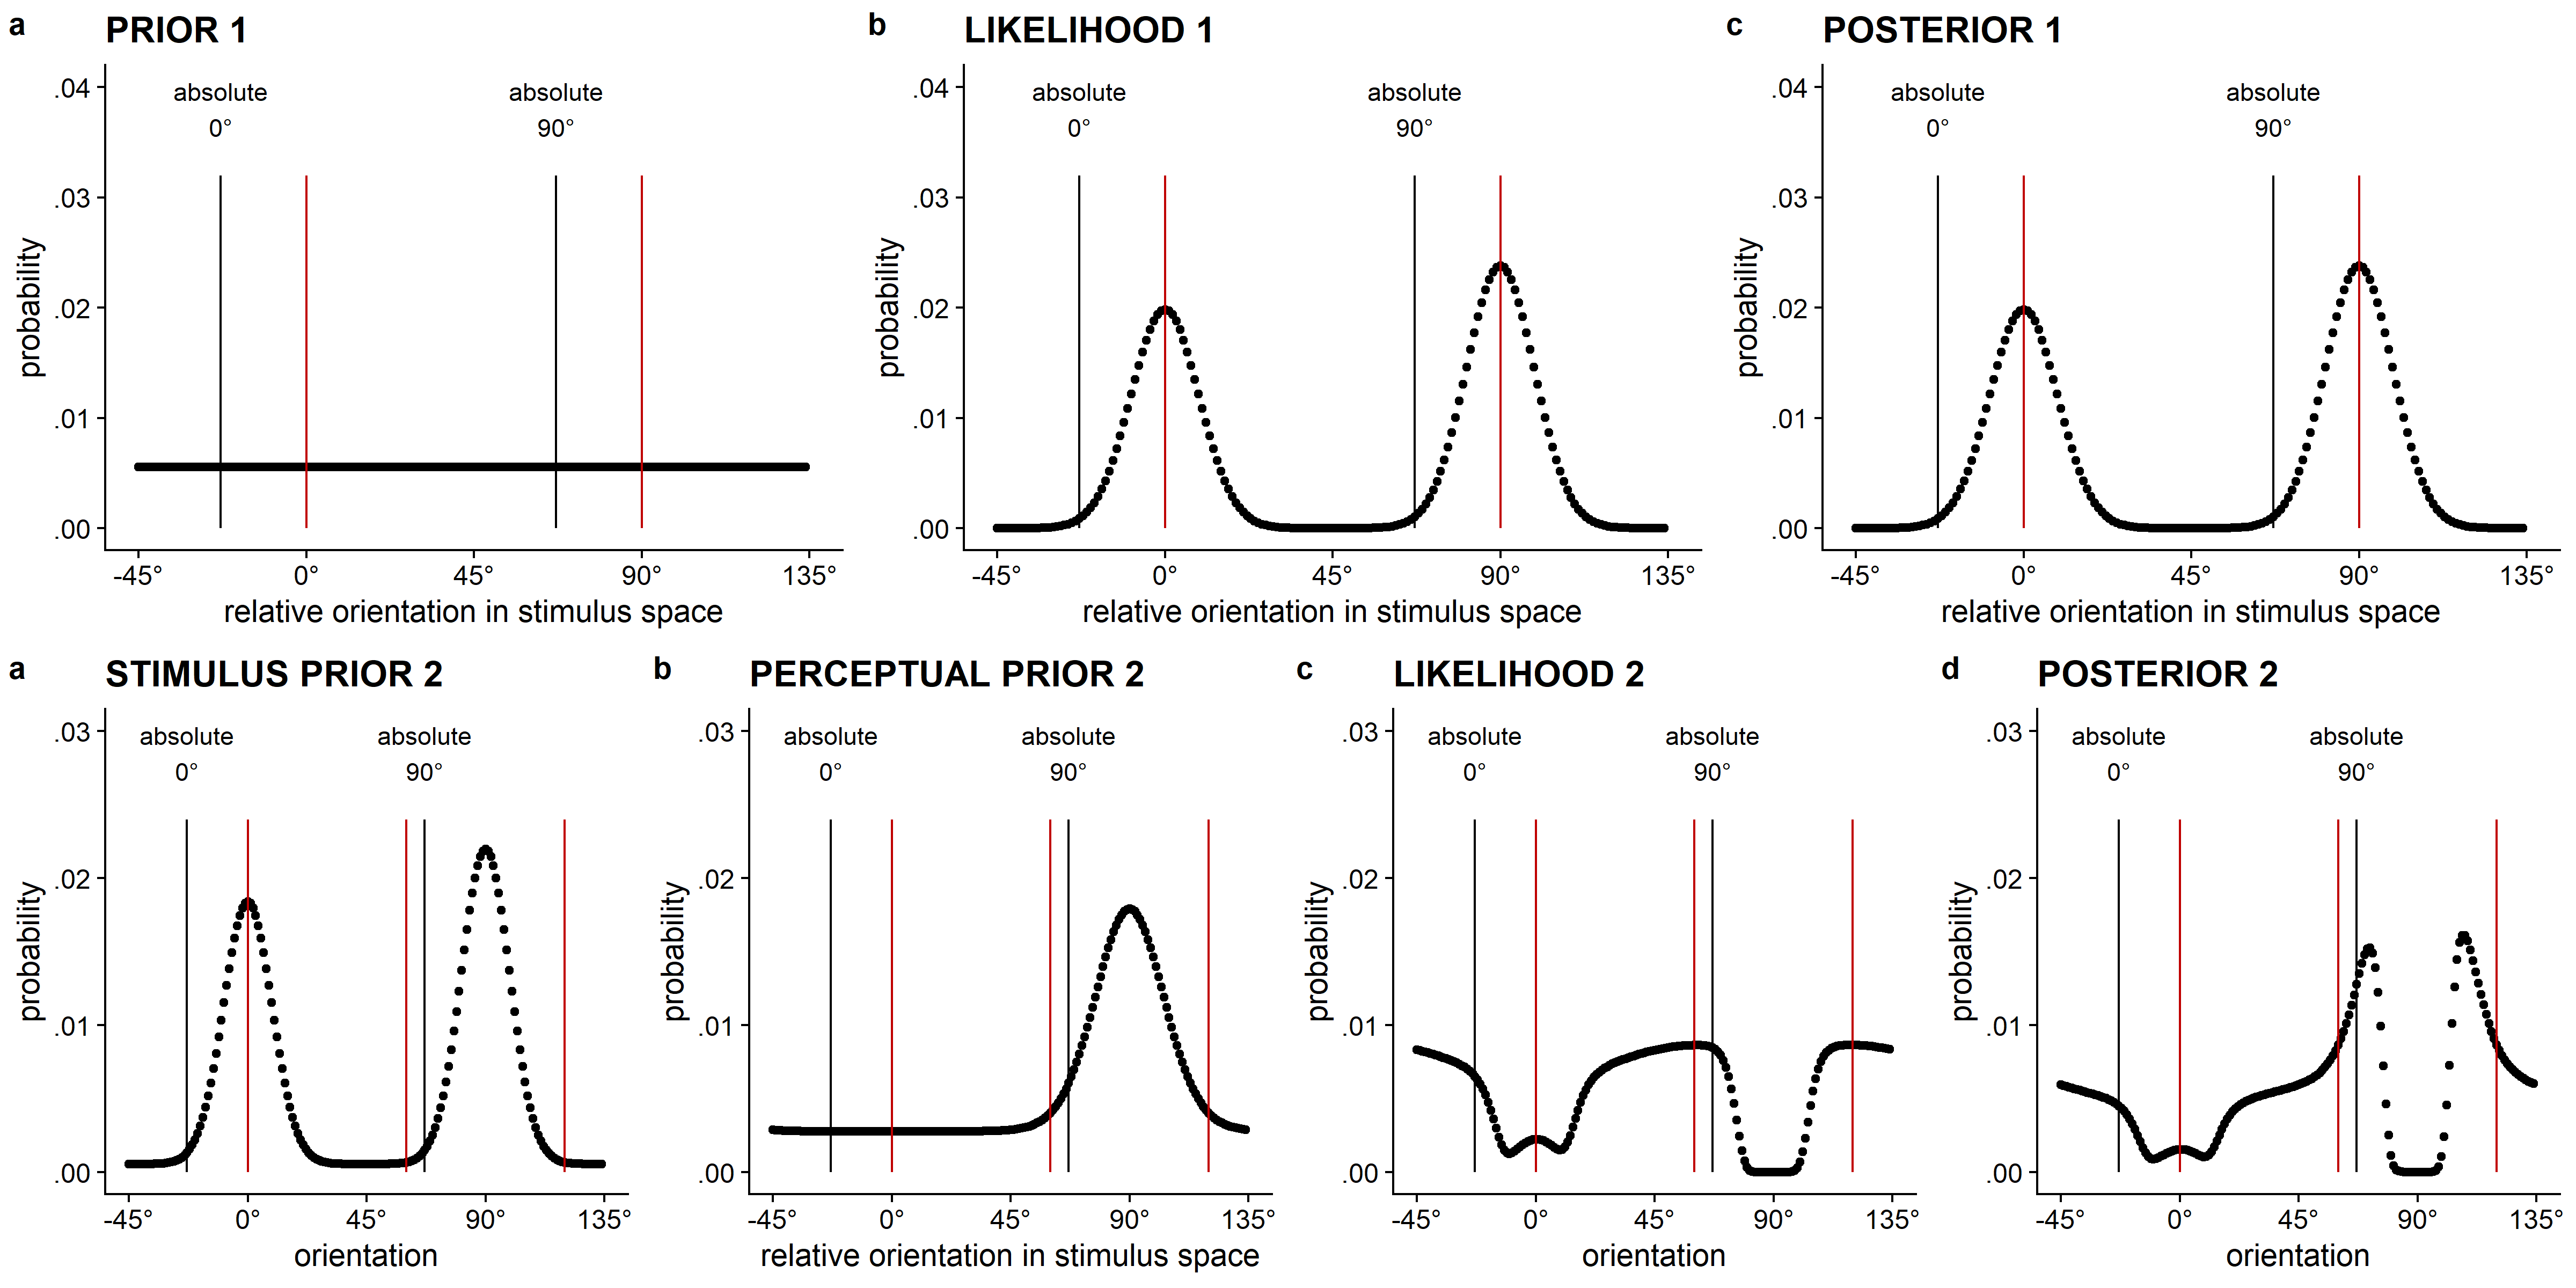 a PRIOR 1
absolute 0°
absolute 90°
.04
.03
.02
.01
.00
probability
-45° 0° 45° 90° 135°
relative orientation in stimulus space
b LIKELIHOOD 1
absolute 0°
absolute 90°
.04
.03
.02
.01
.00
probability
-45° 0° 45° 90° 135°
relative orientation in stimulus space
c POSTERIOR 1
absolute 0°
absolute 90°
.04
.03
.02
.01
.00
probability
-45° 0° 45° 90° 135°
relative orientation in stimulus space
a STIMULUS PRIOR 2
absolute 0°
absolute 90°
.03
.02
.01
.00
probability
-45° 0° 45° 90° 135°
orientation
b PERCEPTUAL PRIOR 2
absolute 0°
absolute 90°
.03
.02
.01
.00
probability
-45° 0° 45° 90° 135°
relative orientation in stimulus space
c LIKELIHOOD 2
absolute 0°
absolute 90°
.03
.02
.01
.00
probability
-45° 0° 45° 90° 135°
orientation
d POSTERIOR 2
absolute 0°
absolute 90°
.03
.02
.01
.00
probability
-45° 0° 45° 90° 135°
orientation